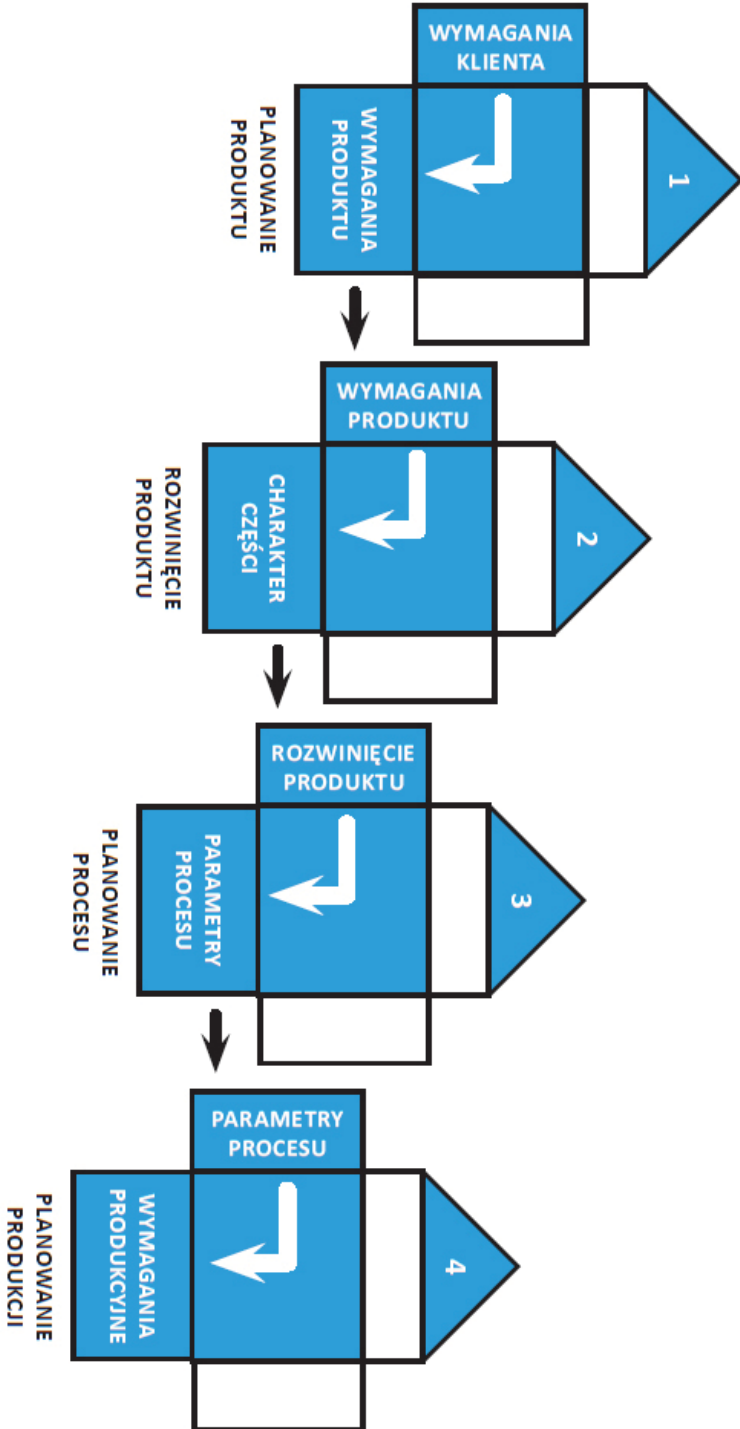 1
WYMAGANIA
KLIENTA
WYMAGANIA
PRODUKTU
PLANOWANIE
PRODUKTU
2
WYMAGANIA
PRODUKTU
CHARAKTER
CZĘŚCI
ROZWINIĘCIE
PRODUKTU
3
ROZWINIĘCIE
PRODUKTU
PARAMETRY
PROCESU
PLANOWANIE
PROCESU
4
PARAMETRY
PROCESU
WYMAGANIA
PRODUKCYJNE
PLANOWANIE
PRODUKCJI